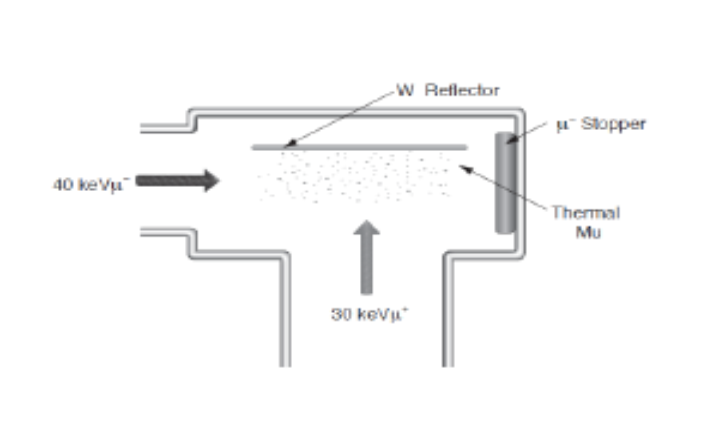 W Reflector
μ⁻ Stopper
40 keVμ⁻
Thermal
Mu
30 keVμ⁺